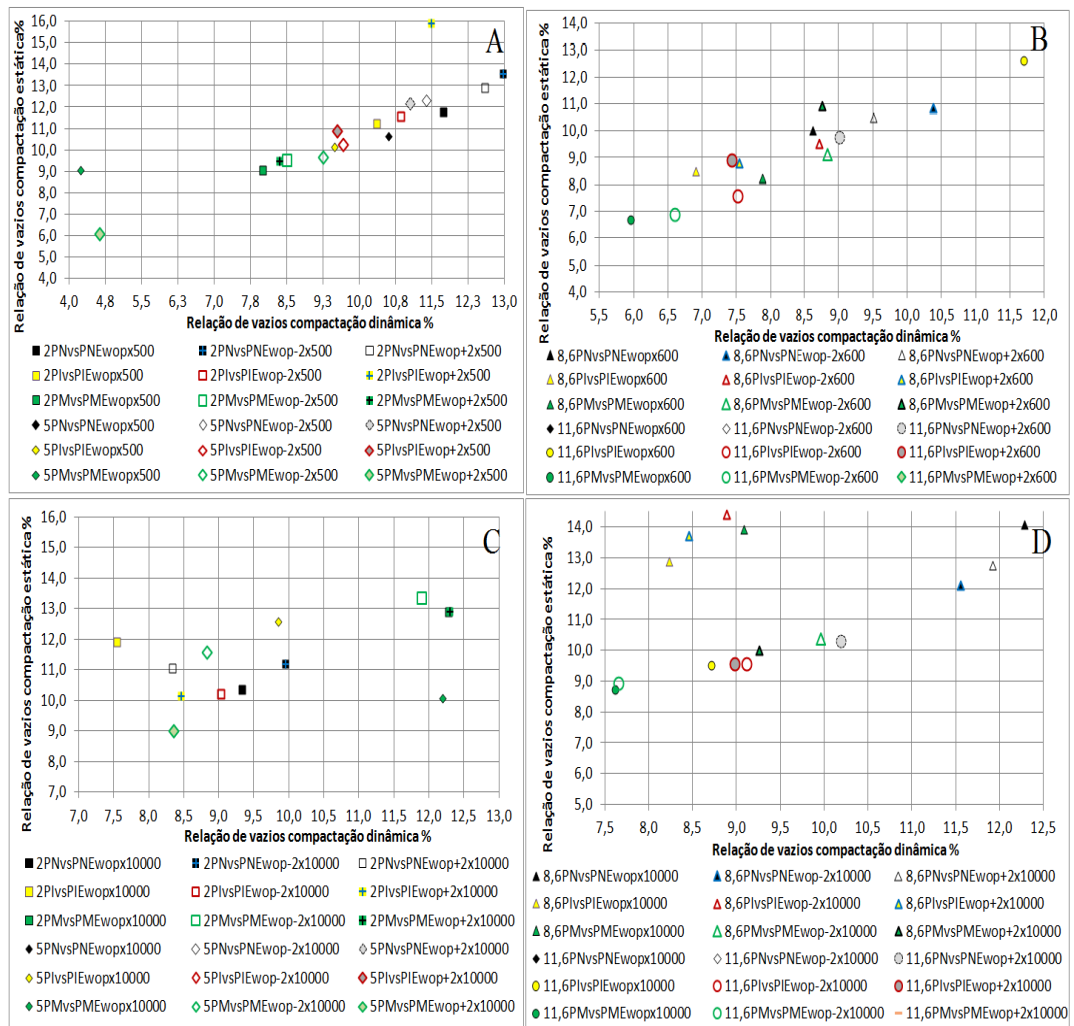 Relação de vazios compactação estática %
16,0
15,0
14,0
13,0
12,0
11,0
10,0
9,0
8,0
7,0
6,0
5,0
4,0
A
4,0 4,8 5,5 6,3 7,0 7,8 8,5 9,3 10,0 10,8 11,5 12,3 13,0
Relação de vazios compactação dinâmica %
2PNvsPNEwopx500 2PNvsPNEwop-2x500 2PNvsPNEwop+2x500
2PIvsPIEwopx500 2PIvsPIEwop-2x500 2PIvsPIEwop+2x500
2PMvsPMEwopx500 2PMvsPMEwop-2x500 2PMvsPMEwop+2x500
5PNvsPNEwopx500 5PNvsPNEwop-2x500 5PNvsPNEwop+2x500
5PIvsPIEwopx500 5PIvsPIEwop-2x500 5PIvsPIEwop+2x500
5PMvsPMEwopx500 5PMvsPMEwop-2x500 5PMvsPMEwop+2x500
Relação de vazios compactação estática %
14,0
13,0
12,0
11,0
10,0
9,0
8,0
7,0
6,0
5,0
4,0
B
5,5 6,0 6,5 7,0 7,5 8,0 8,5 9,0 9,5 10,0 10,5 11,0 11,5 12,0
Relação de vazios compactação dinâmica %
8,6PNvsPNEwopx600 8,6PNvsPNEwop-2x600 8,6PNvsPNEwop+2x600
8,6PIvsPIEwopx600 8,6PIvsPIEwop-2x600 8,6PIvsPIEwop+2x600
8,6PMvsPMEwopx600 8,6PMvsPMEwop-2x600 8,6PMvsPMEwop+2x600
11,6PNvsPNEwopx600 11,6PNvsPNEwop-2x600 11,6PNvsPNEwop+2x600
11,6PIvsPIEwopx600 11,6PIvsPIEwop-2x600 11,6PIvsPIEwop+2x600
11,6PMvsPMEwopx600 11,6PMvsPMEwop-2x600 11,6PMvsPMEwop+2x600
Relação de vazios compactação estática %
16,0
15,0
14,0
13,0
12,0
11,0
10,0
9,0
8,0
7,0
C
7,0 7,5 8,0 8,5 9,0 9,5 10,0 10,5 11,0 11,5 12,0 12,5 13,0
Relação de vazios compactação dinâmica %
2PNvsPNEwopx10000 2PNvsPNEwop-2x10000 2PNvsPNEwop+2x10000
2PIvsPIEwopx10000 2PIvsPIEwop-2x10000 2PIvsPIEwop+2x10000
2PMvsPMEwopx10000 2PMvsPMEwop-2x10000 2PMvsPMEwop+2x10000
5PNvsPNEwopx10000 5PNvsPNEwop-2x10000 5PNvsPNEwop+2x10000
5PIvsPIEwopx10000 5PIvsPIEwop-2x10000 5PIvsPIEwop+2x10000
5PMvsPMEwopx10000 5PMvsPMEwop-2x10000 5PMvsPMEwop+2x10000
Relação de vazios compactação estática %
14,0
13,0
12,0
11,0
10,0
9,0
8,0
7,0
6,0
5,0
D
7,5 8,0 8,5 9,0 9,5 10,0 10,5 11,0 11,5 12,0 12,5
Relação de vazios compactação dinâmica %
8,6PNvsPNEwopx10000 8,6PNvsPNEwop-2x10000 8,6PNvsPNEwop+2x10000
8,6PIvsPIEwopx10000 8,6PIvsPIEwop-2x10000 8,6PIvsPIEwop+2x10000
8,6PMvsPMEwopx10000 8,6PMvsPMEwop-2x10000 8,6PMvsPMEwop+2x10000
11,6PNvsPNEwopx10000 11,6PNvsPNEwop-2x10000 11,6PNvsPNEwop+2x10000
11,6PIvsPIEwopx10000 11,6PIvsPIEwop-2x10000 11,6PIvsPIEwop+2x10000
11,6PMvsPMEwopx10000 11,6PMvsPMEwop-2x10000 11,6PMvsPMEwop+2x10000